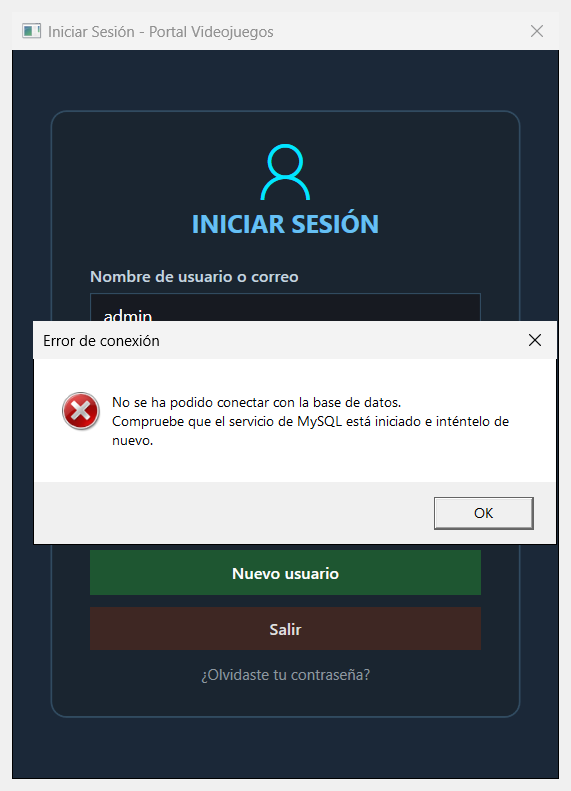 Iniciar Sesión - Portal Videojuegos
INICIAR SESIÓN
Nombre de usuario o correo
admin
Error de conexión
No se ha podido conectar con la base de datos.
Compruebe que el servicio de MySQL está iniciado e inténtelo de
nuevo.
OK
Nuevo usuario
Salir
¿Olvidaste tu contraseña?